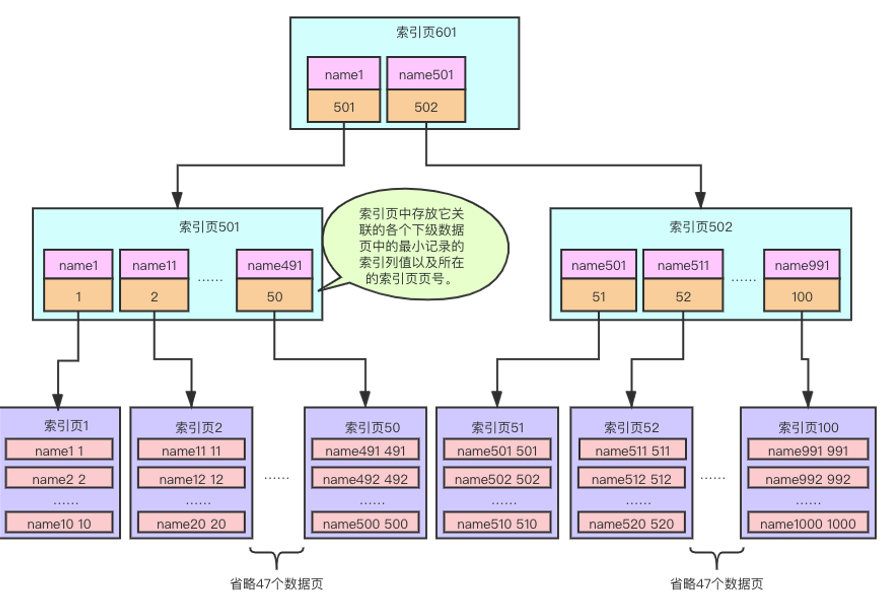 索引页601
name1 name501
501 502
索引页501
name1 name11 …… name491
1 2 50
索引页中存放它关
联的各个下级数据
页中的最小记录的
索引列值以及所在
的索引页页号。
索引页502
name501 name511 …… name991
51 52 100
索引页1
name1 1
name2 2
……
name10 10
索引页2
name11 11
name12 12
……
name20 20
……
索引页50
name491 491
name492 492
……
name500 500
索引页51
name501 501
name502 502
……
name510 510
索引页52
name511 511
name512 512
……
name520 520
……
索引页100
name991 991
name992 992
……
name1000 1000
省略47个数据页
省略47个数据页